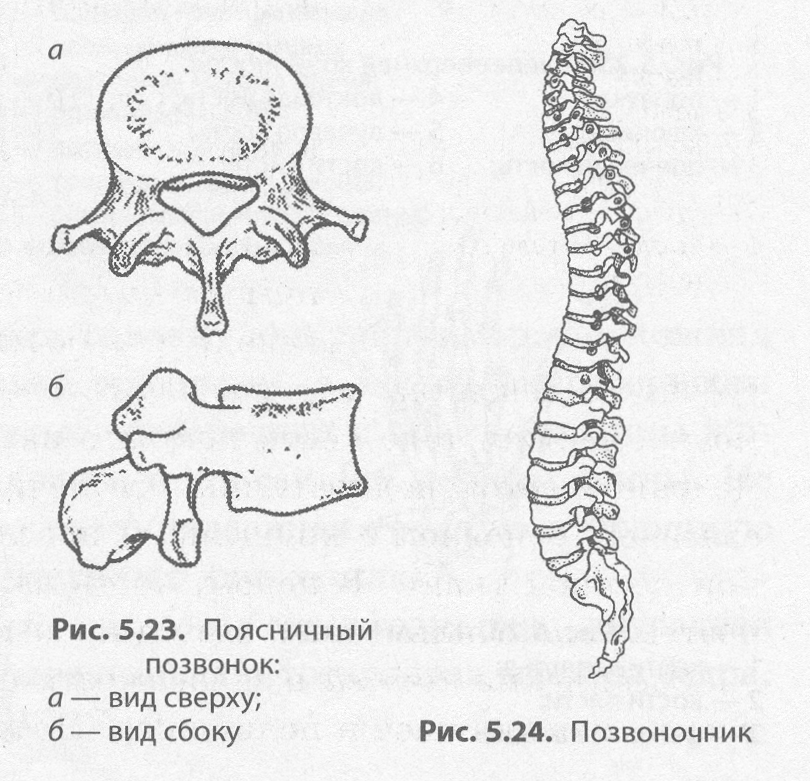 а
б
Рис. 5.23. Поясничный
позвонок:
а — вид сверху;
б — вид сбоку
Рис. 5.24. Позвоночник